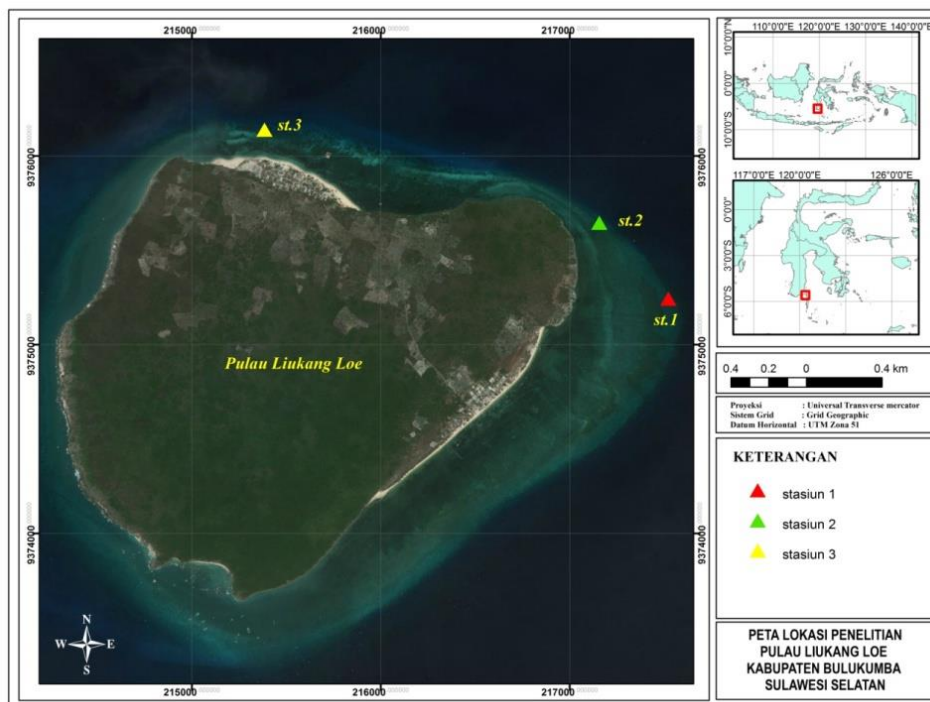 215000
216000
217000
9376000
9375000
9374000
st.3
st.2
st.1
Pulau Liukang Loe
N
W E
S
215000
216000
217000
9376000
9375000
9374000
110°0'0"E 120°0'0"E 130°0'0"E 140°0'0"E
10°0'0"N
0°0'0"
10°0'0"S
117°0'0"E 120°0'0"E 126°0'0"E
0°0'0"
3°0'0"S
6°0'0"S
0.4 0.2 0 0.4 km
Proyeksi : Universal Transverse mercator
Sistem Grid : Grid Geographic
Datum Horizontal : UTM Zona 51
KETERANGAN
stasiun 1
stasiun 2
stasiun 3
PETA LOKASI PENELITIAN
PULAU LIUKANG LOE
KABUPATEN BULUKUMBA
SULAWESI SELATAN